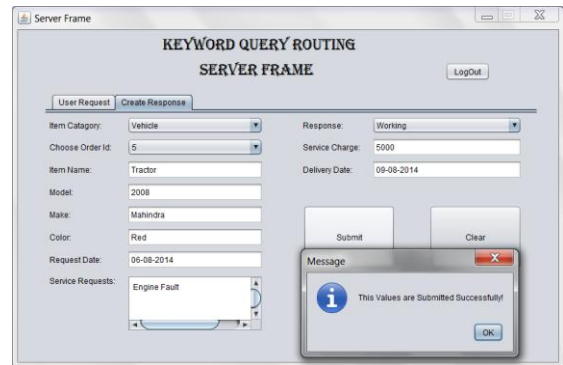 Server Frame
KEYWORD QUERY ROUTING
SERVER FRAME
LogOut
User Request Create Response
Item Catagory: Vehicle
Choose Order Id: 5
Item Name: Tractor
Model: 2008
Make: Mahindra
Color: Red
Request Date: 06-08-2014
Service Requests: Engine Fault
Response: Working
Service Charge: 5000
Delivery Date: 09-08-2014
Submit Clear
Message
This Values are Submitted Successfully!
OK